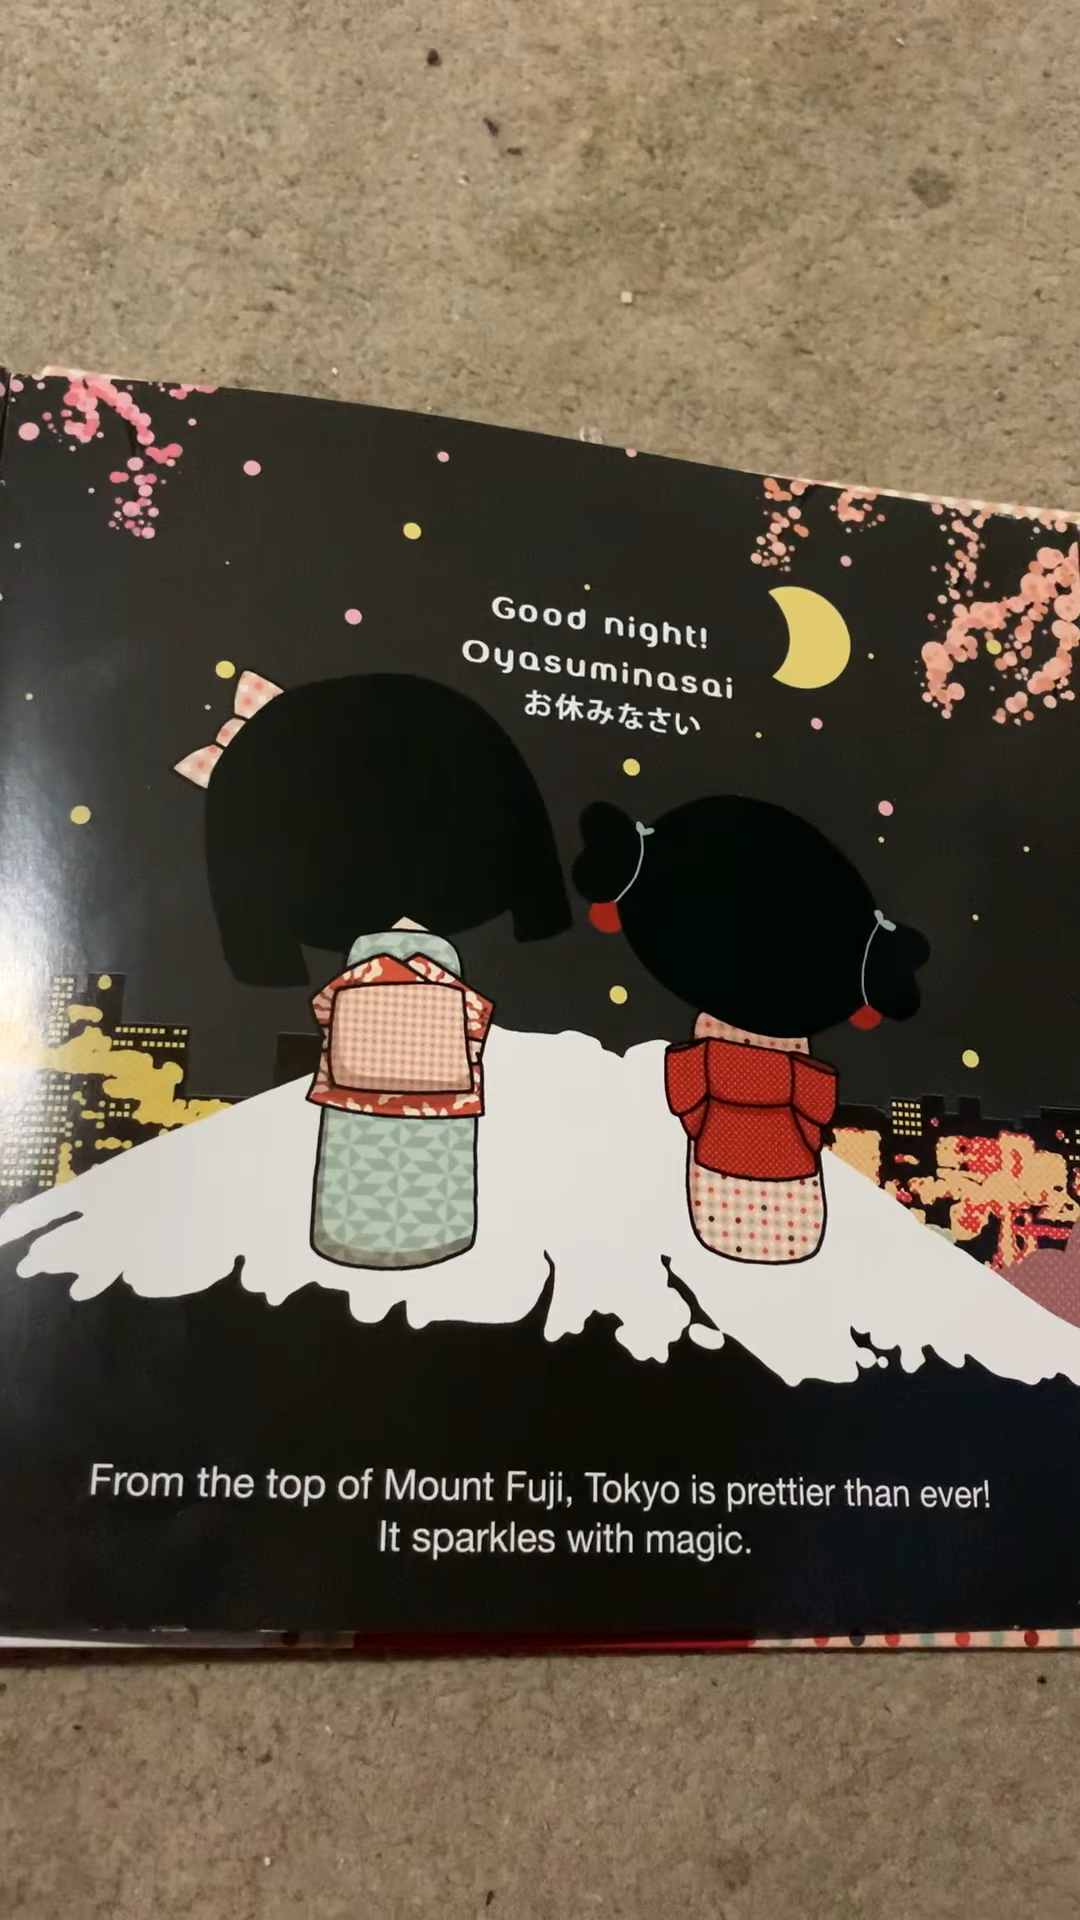 Good night!
Oyasuminasai
お休みなさい
From the top of Mount Fuji, Tokyo is prettier than ever!
It sparkles with magic.